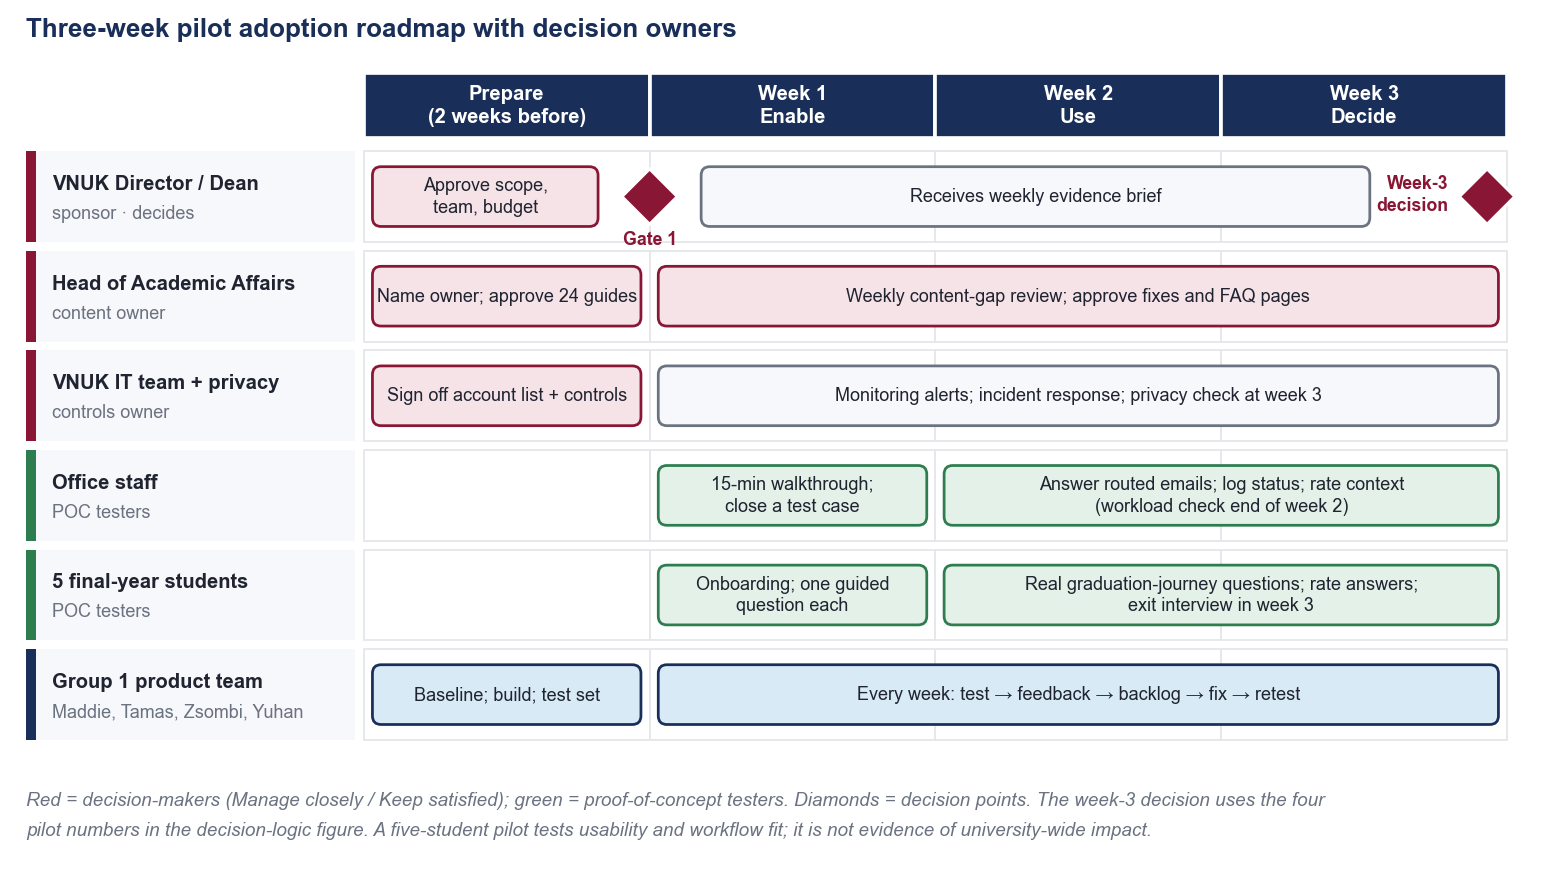 Three-week pilot adoption roadmap with decision owners
Prepare
(2 weeks before)
Week 1
Enable
Week 2
Use
Week 3
Decide
VNUK Director / Dean
sponsor · decides
Approve scope,
team, budget
Gate 1
Receives weekly evidence brief
Week-3
decision
Head of Academic Affairs
content owner
Name owner; approve 24 guides
Weekly content-gap review; approve fixes and FAQ pages
VNUK IT team + privacy
controls owner
Sign off account list + controls
Monitoring alerts; incident response; privacy check at week 3
Office staff
POC testers
15-min walkthrough;
close a test case
Answer routed emails; log status; rate context
(workload check end of week 2)
5 final-year students
POC testers
Onboarding; one guided
question each
Real graduation-journey questions; rate answers;
exit interview in week 3
Group 1 product team
Maddie, Tamas, Zsombi, Yuhan
Baseline; build; test set
Every week: test → feedback → backlog → fix → retest
Red = decision-makers (Manage closely / Keep satisfied); green = proof-of-concept testers. Diamonds = decision points. The week-3 decision uses the four
pilot numbers in the decision-logic figure. A five-student pilot tests usability and workflow fit; it is not evidence of university-wide impact.